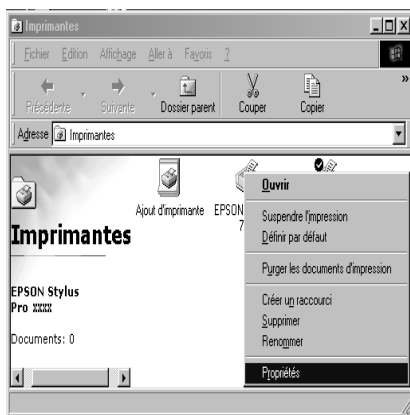 Imprimantes
Fichier Edition Affichage Aller à Favoris ?
Précédente Suivante Dossier parent Couper Copier »
Adresse Imprimantes
Imprimantes
EPSON Stylus
Pro xxxx
Documents: 0
Ajout d'imprimante
EPSON
7
Ouvrir
Suspendre l'impression
Définir par défaut
Purger les documents d'impression
Créer un raccourci
Supprimer
Renommer
Propriétés